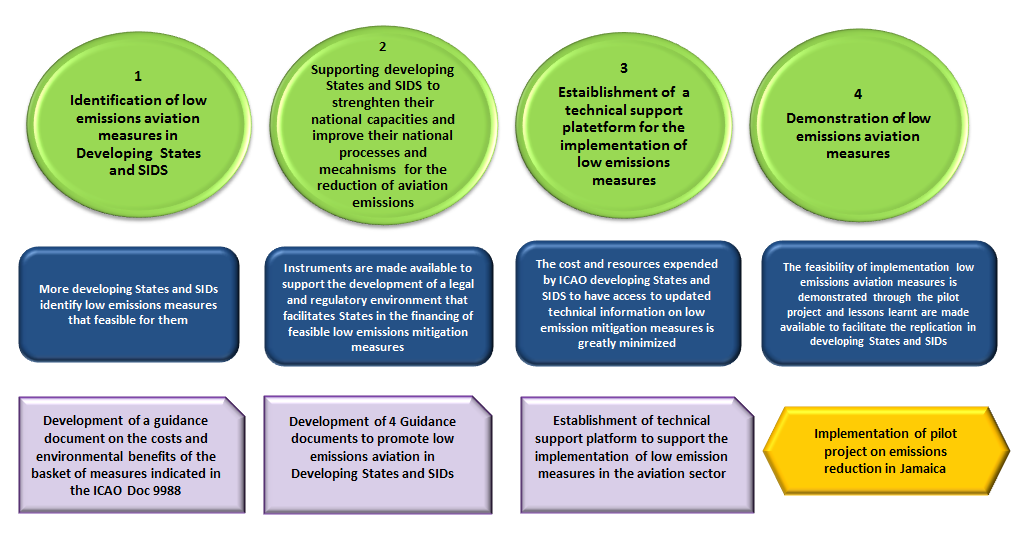 1
Identification of low
emissions aviation
measures in
Developing States
and SIDS
2
Supporting developing
States and SIDS to
strengthen their
national capacities and
improve their national
processes and
mecahnisms for the
reduction of aviation
emissions
3
Estaiblishment of a
technical support
platetform for the
implementation of
low emissions
measures
4
Demonstration of low
emissions aviation
measures
More developing States and SIDs
identify low emissions measures
that feasible for them
Instruments are made available to
support the development of a legal
and regulatory environment that
facilitates States in the financing of
feasible low emissions mitigation
measures
The cost and resources expended
by ICAO developing States and
SIDS to have access to updated
technical information on low
emission mitigation measures is
greatly minimized
The feasibility of implementation low
emissions aviation measures is
demonstrated through the pilot
project and lessons learnt are made
available to facilitate the replication in
developing States and SIDs
Development of a guidance
document on the costs and
environmental benefits of the
basket of measures indicated in
the ICAO Doc 9988
Development of 4 Guidance
documents to promote low
emissions aviation in
Developing States and SIDs
Establishment of technical
support platform to support the
implementation of low emission
measures in the aviation sector
Implementation of pilot
project on emissions
reduction in Jamaica